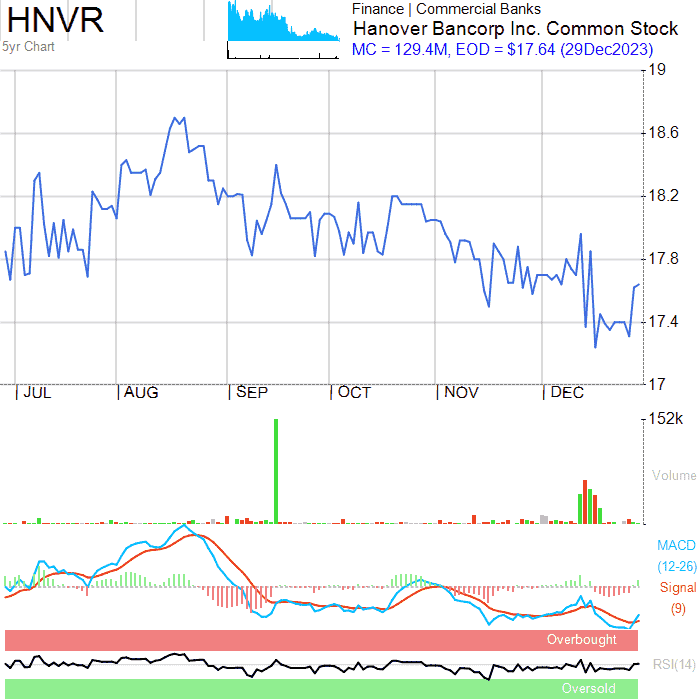 HNVR
5yr Chart
Finance | Commercial Banks
Hanover Bancorp Inc. Common Stock
MC = 129.4M, EOD = $17.64 (29Dec2023)
19
18.6
18.2
17.8
17.4
17
JUL AUG SEP OCT NOV DEC
152k
Volume
MACD
(12-26)
Signal
(9)
Overbought
RSI(14)
Oversold